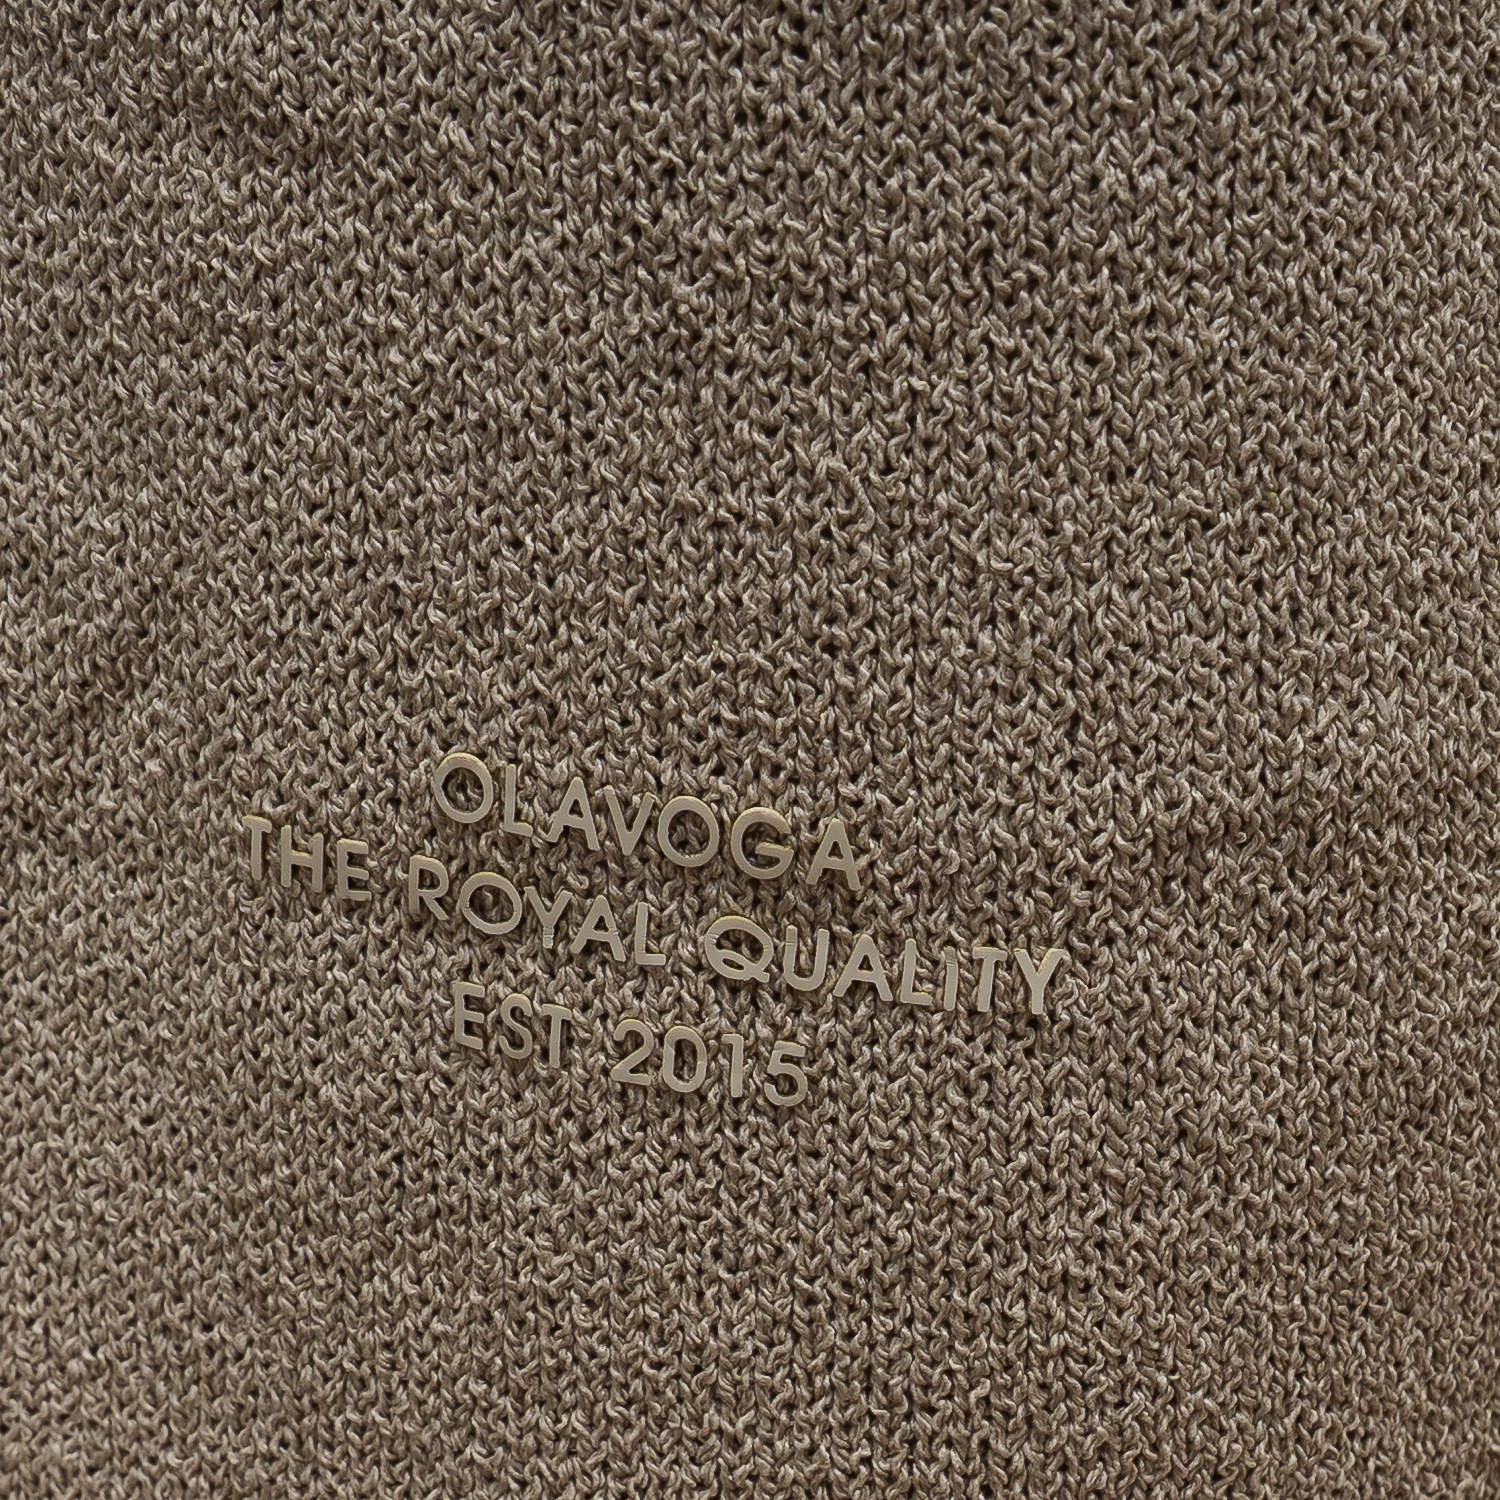 OLAVOGA
THE ROYAL QUALITY
EST 2015